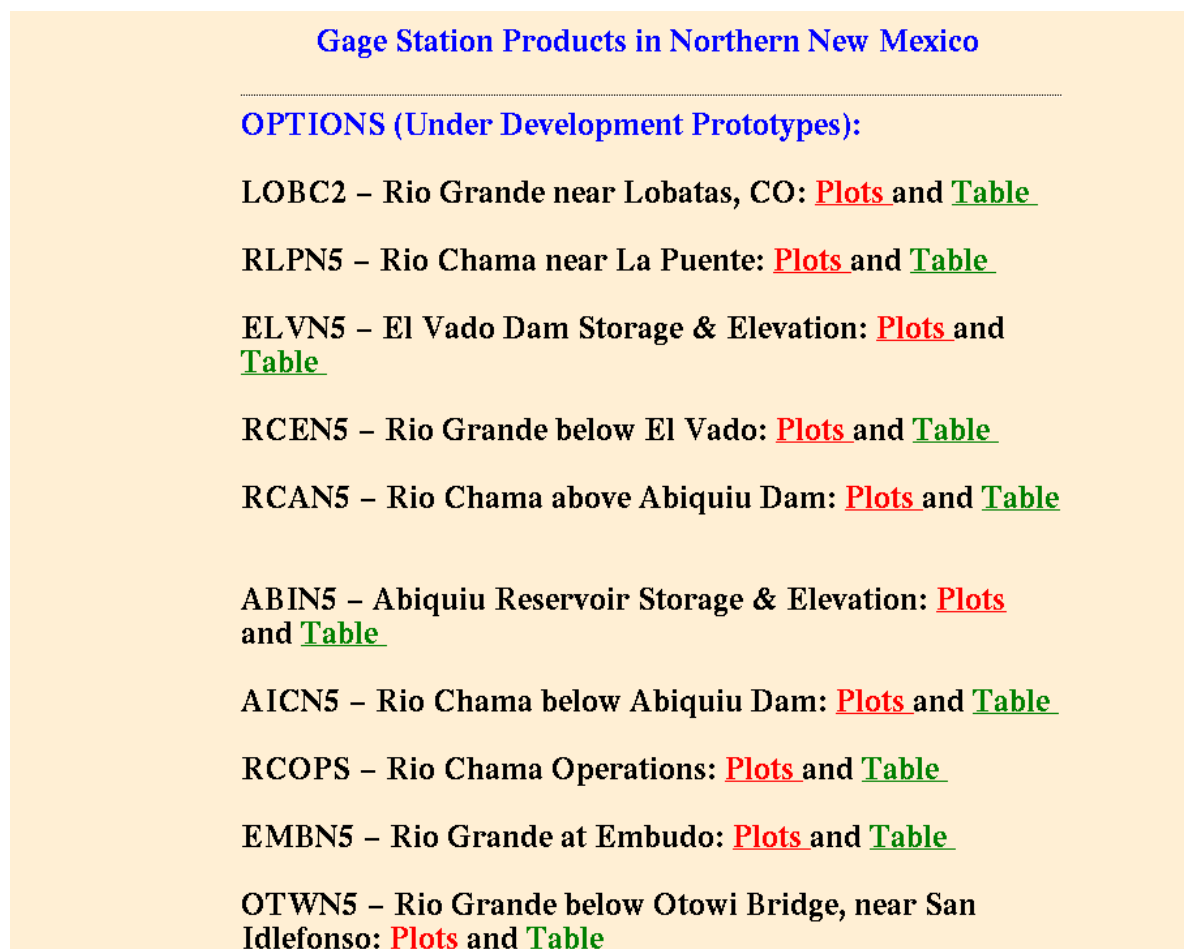 Gage Station Products in Northern New Mexico
OPTIONS (Under Development Prototypes):
LOBC2 – Rio Grande near Lobatas, CO: Plots and Table
RLPN5 – Rio Chama near La Puente: Plots and Table
ELVN5 – El Vado Dam Storage & Elevation: Plots and
Table
RCEN5 – Rio Grande below El Vado: Plots and Table
RCAN5 – Rio Chama above Abiquiu Dam: Plots and Table
ABIN5 – Abiquiu Reservoir Storage & Elevation: Plots
and Table
AICN5 – Rio Chama below Abiquiu Dam: Plots and Table
RCOPS – Rio Chama Operations: Plots and Table
EMBN5 – Rio Grande at Embudo: Plots and Table
OTWN5 – Rio Grande below Otowi Bridge, near San
Idlefonso: Plots and Table